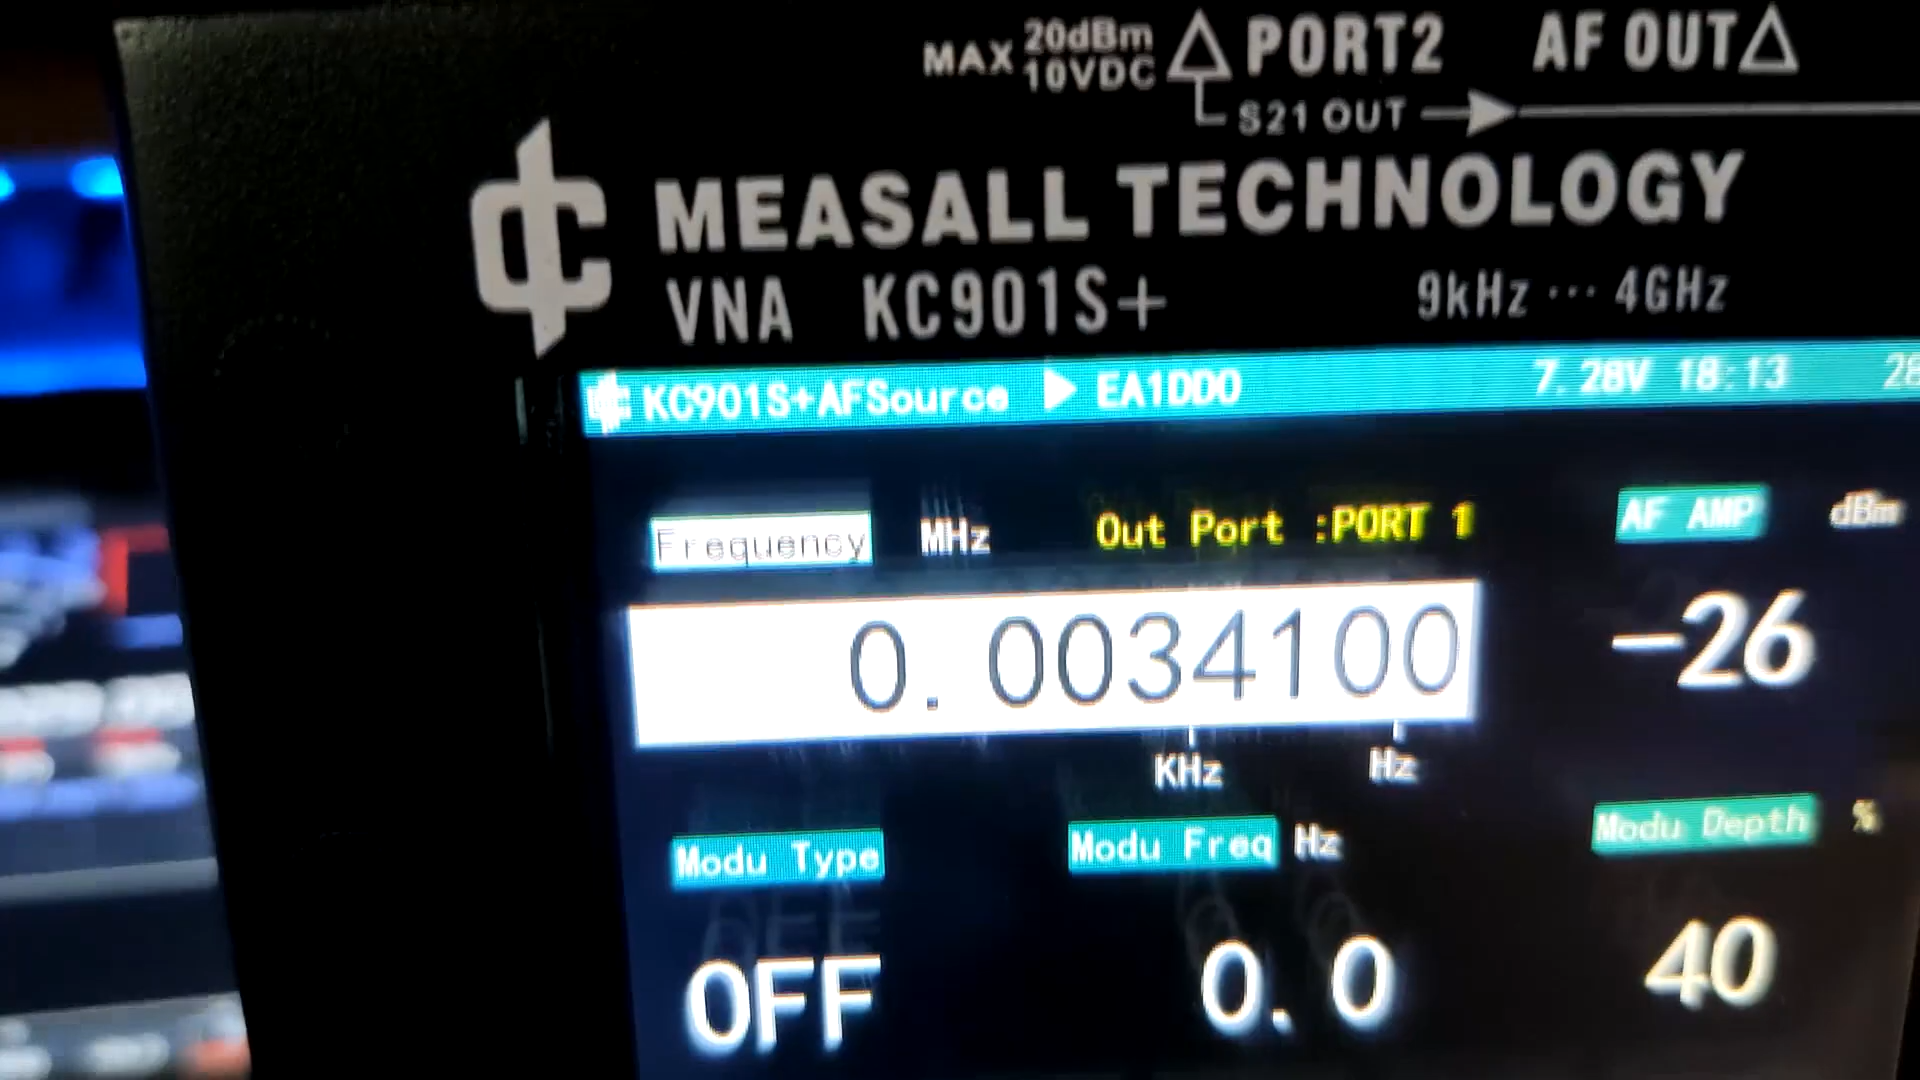 MAX 20dBm 10VDC △ PORT2 AF OUT △
S21 OUT
MEASALL TECHNOLOGY
VNA KC901S+ 9kHz ··· 4GHz
KC901S+AFSource ▶ EA1DDO 7.28V 18:13 28
Frequency MHz Out Port :PORT 1 AF AMP dBm
0.0034100 -26
KHz Hz
Modu Type Modu Freq Hz Modu Depth %
OFF 0.0 40